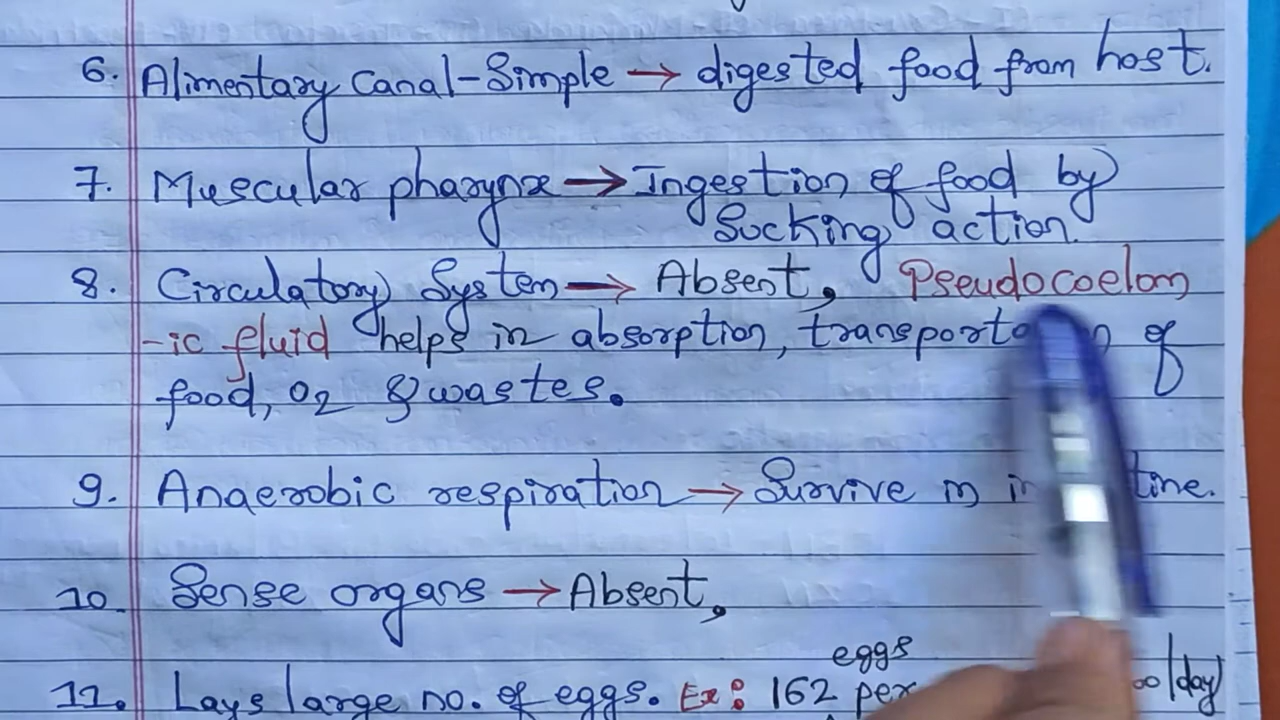 6. Alimentary Canal-Simple → digested food from host.
7. Muscular pharynx → Ingestion of food by
Sucking action.
8. Circulatory System → Absent, Pseudocoelom
-ic fluid helps in absorption, of
food, O2 & wastes.
9. Anaerobic respiration → Survive in
10. Sense organs → Absent,
eggs
11. Lays large no. of eggs. Ex: 162 per /day